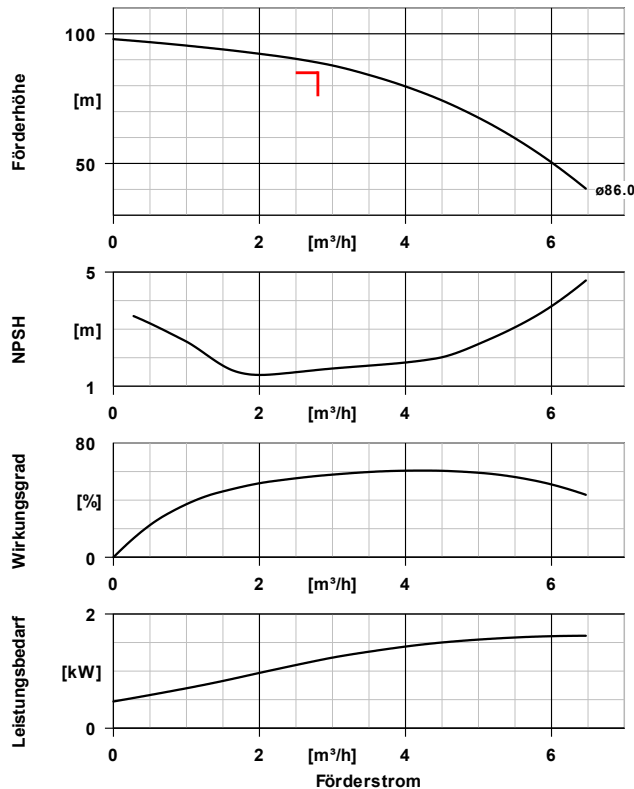 Förderhöhe
100
[m]
50
ø86.0
0 2 [m³/h] 4 6
NPSH
5
[m]
1
0 2 [m³/h] 4 6
Wirkungsgrad
80
[%]
0
0 2 [m³/h] 4 6
Leistungsbedarf
2
[kW]
0
0 2 [m³/h] 4 6
Förderstrom